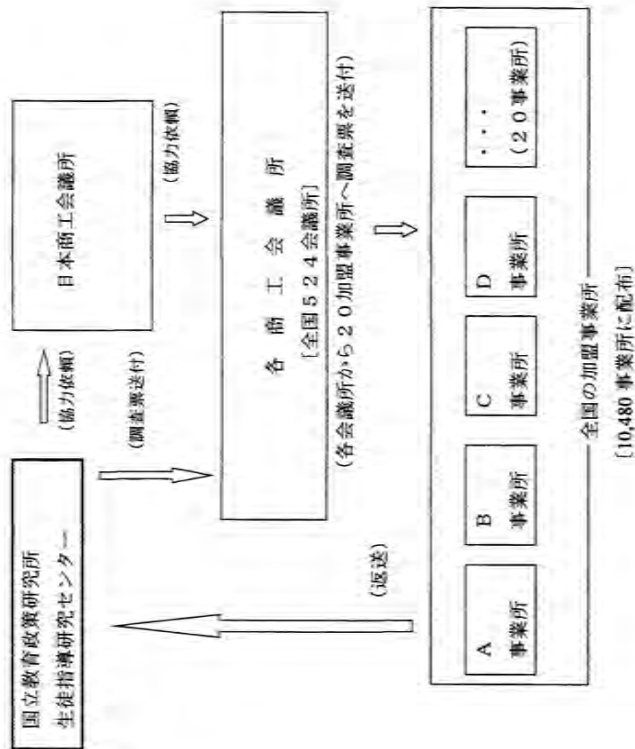 国立教育政策研究所
生徒指導研究センター
(協力依頼)
日本商工会議所
(調査票送付)
(協力依頼)
各 商 工 会 議 所
[全国524会議所]
(各会議所から20加盟事業所へ調査票を送付)
(返送)
A
事業所
B
事業所
C
事業所
D
事業所
・・・
(20事業所)
全国の加盟事業所
[10,480 事業所に配布]